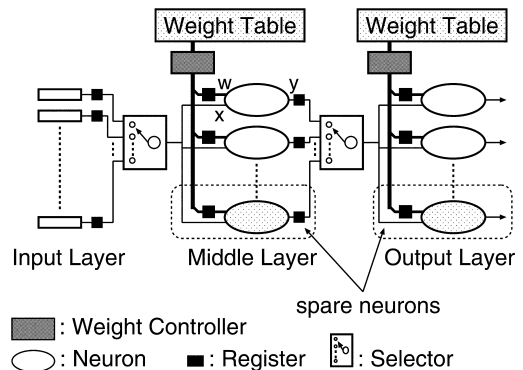 Weight Table
Weight Table
w
y
x
Input Layer
Middle Layer
Output Layer
spare neurons
: Weight Controller
: Neuron
: Register
: Selector